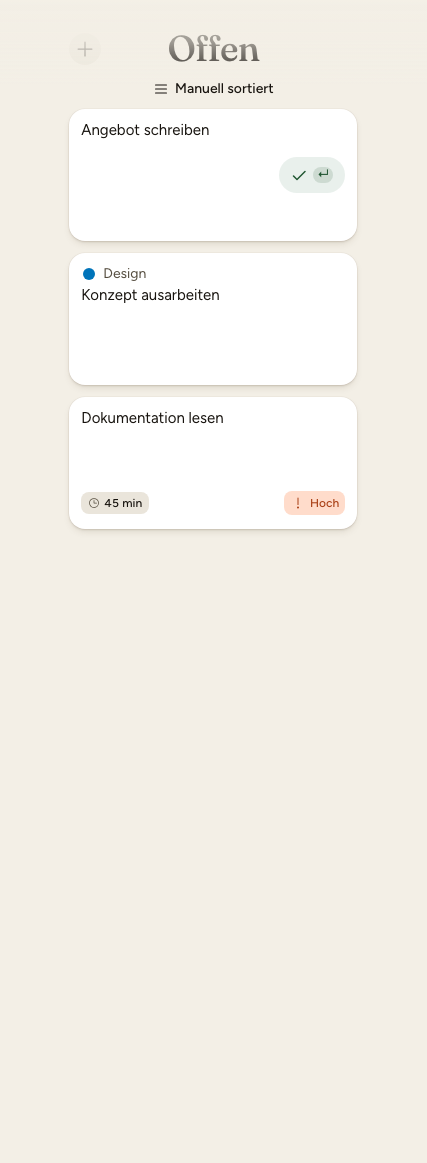 Offen
Manuell sortiert
Angebot schreiben
Design
Konzept ausarbeiten
Dokumentation lesen
45 min
! Hoch